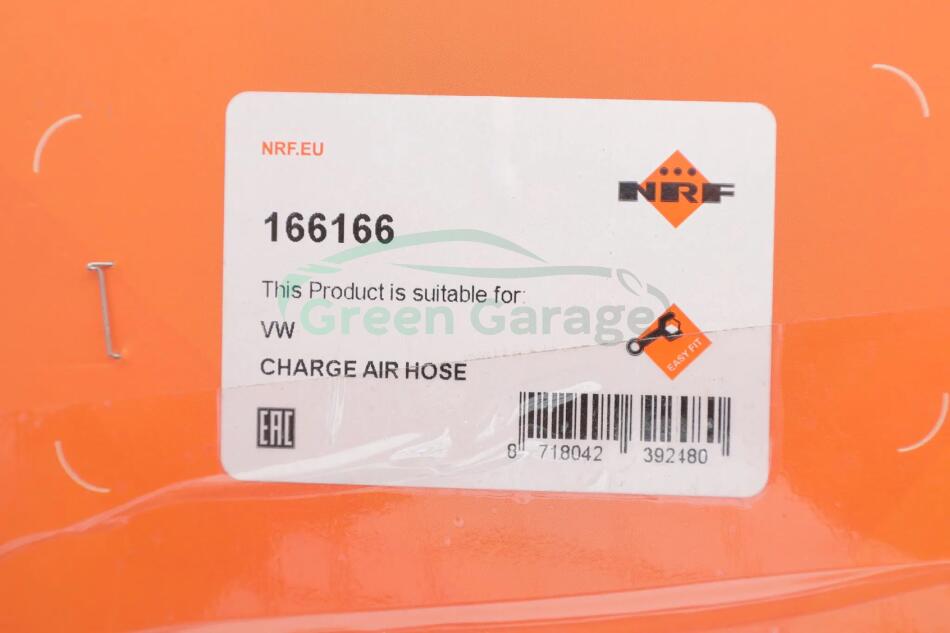 NRF.EU
NRF
166166
This Product is suitable for:
Green Garage
VW
EASY FIT
CHARGE AIR HOSE
EAC
8 718042 392480